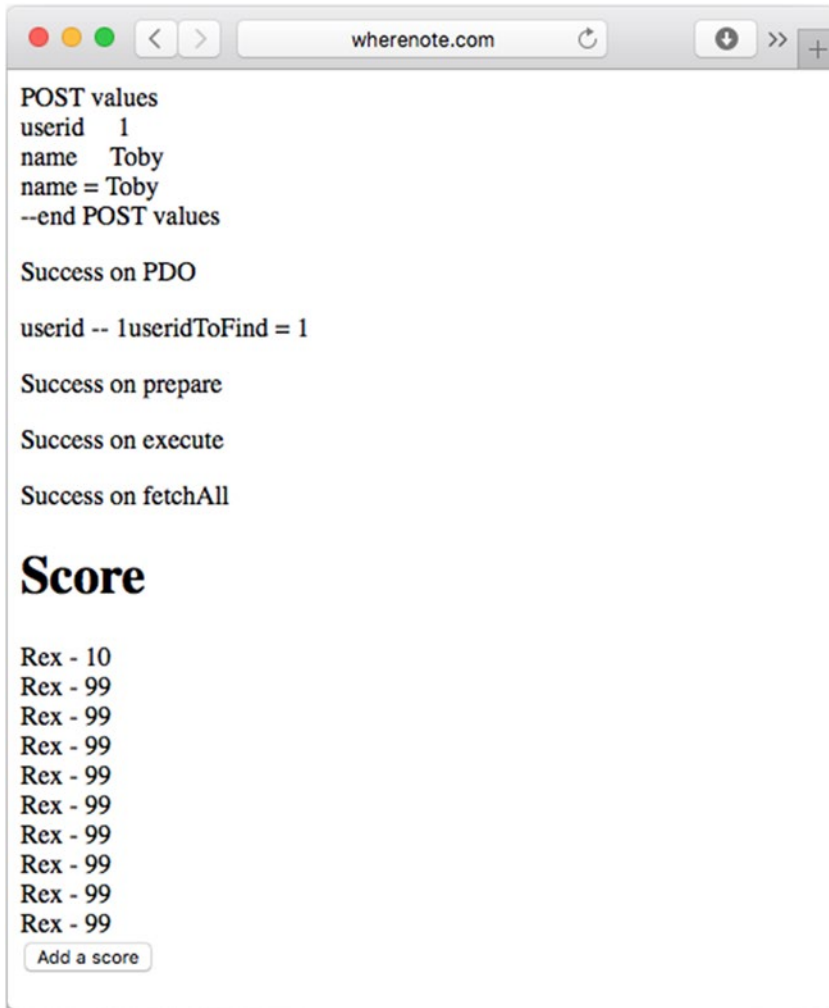 wherenote.com
POST values
userid 1
name Toby
name = Toby
--end POST values
Success on PDO
userid -- 1useridToFind = 1
Success on prepare
Success on execute
Success on fetchAll
Score
Rex - 10
Rex - 99
Rex - 99
Rex - 99
Rex - 99
Rex - 99
Rex - 99
Rex - 99
Rex - 99
Rex - 99
Add a score